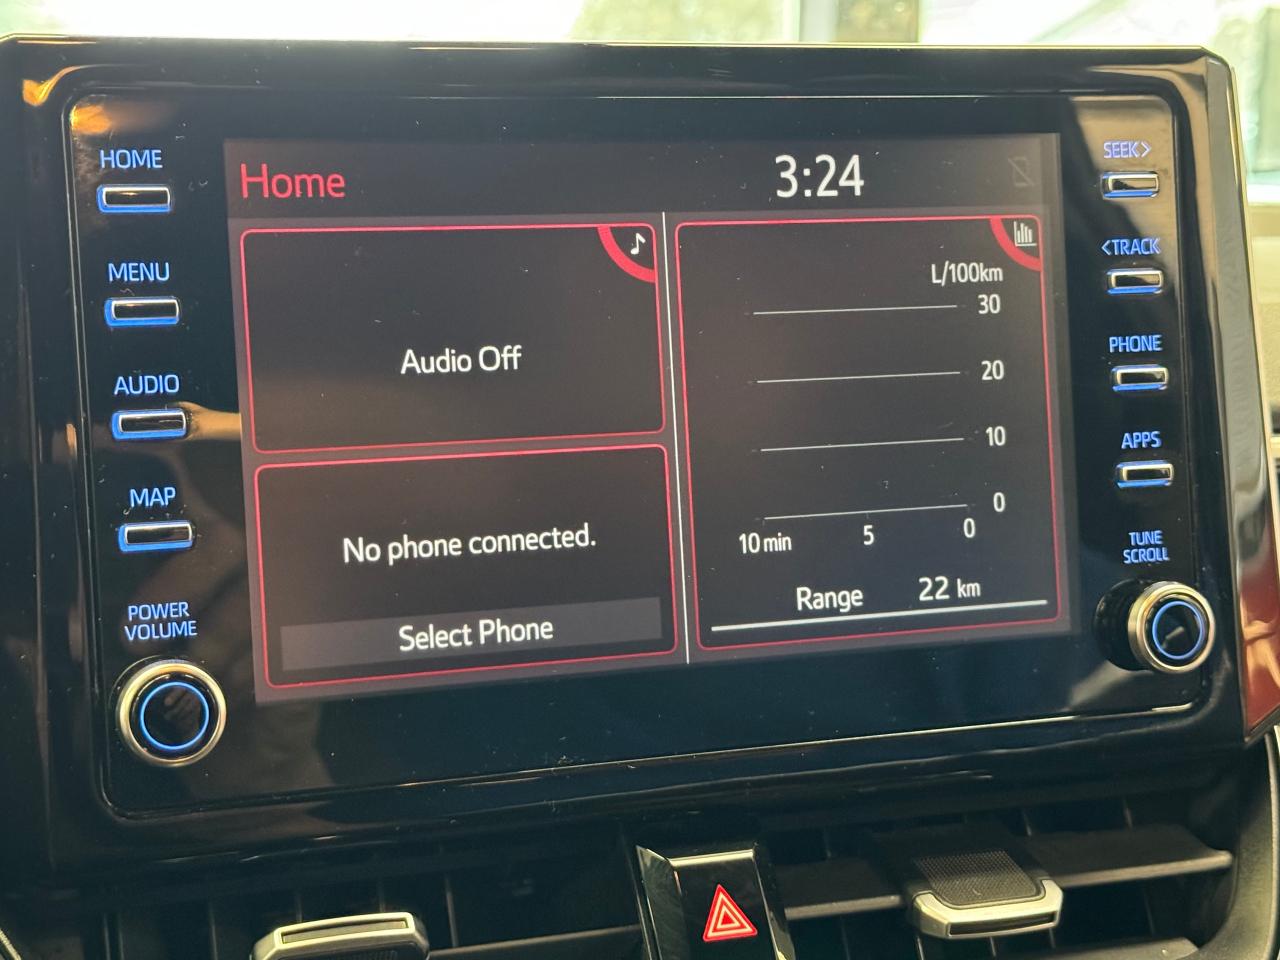 HOME
MENU
AUDIO
MAP
POWER
VOLUME
Home
3:24
Audio Off
No phone connected.
Select Phone
L/100km
30
20
10
0
10 min 5 0
Range 22 km
SEEK>
<TRACK
PHONE
APPS
TUNE
SCROLL